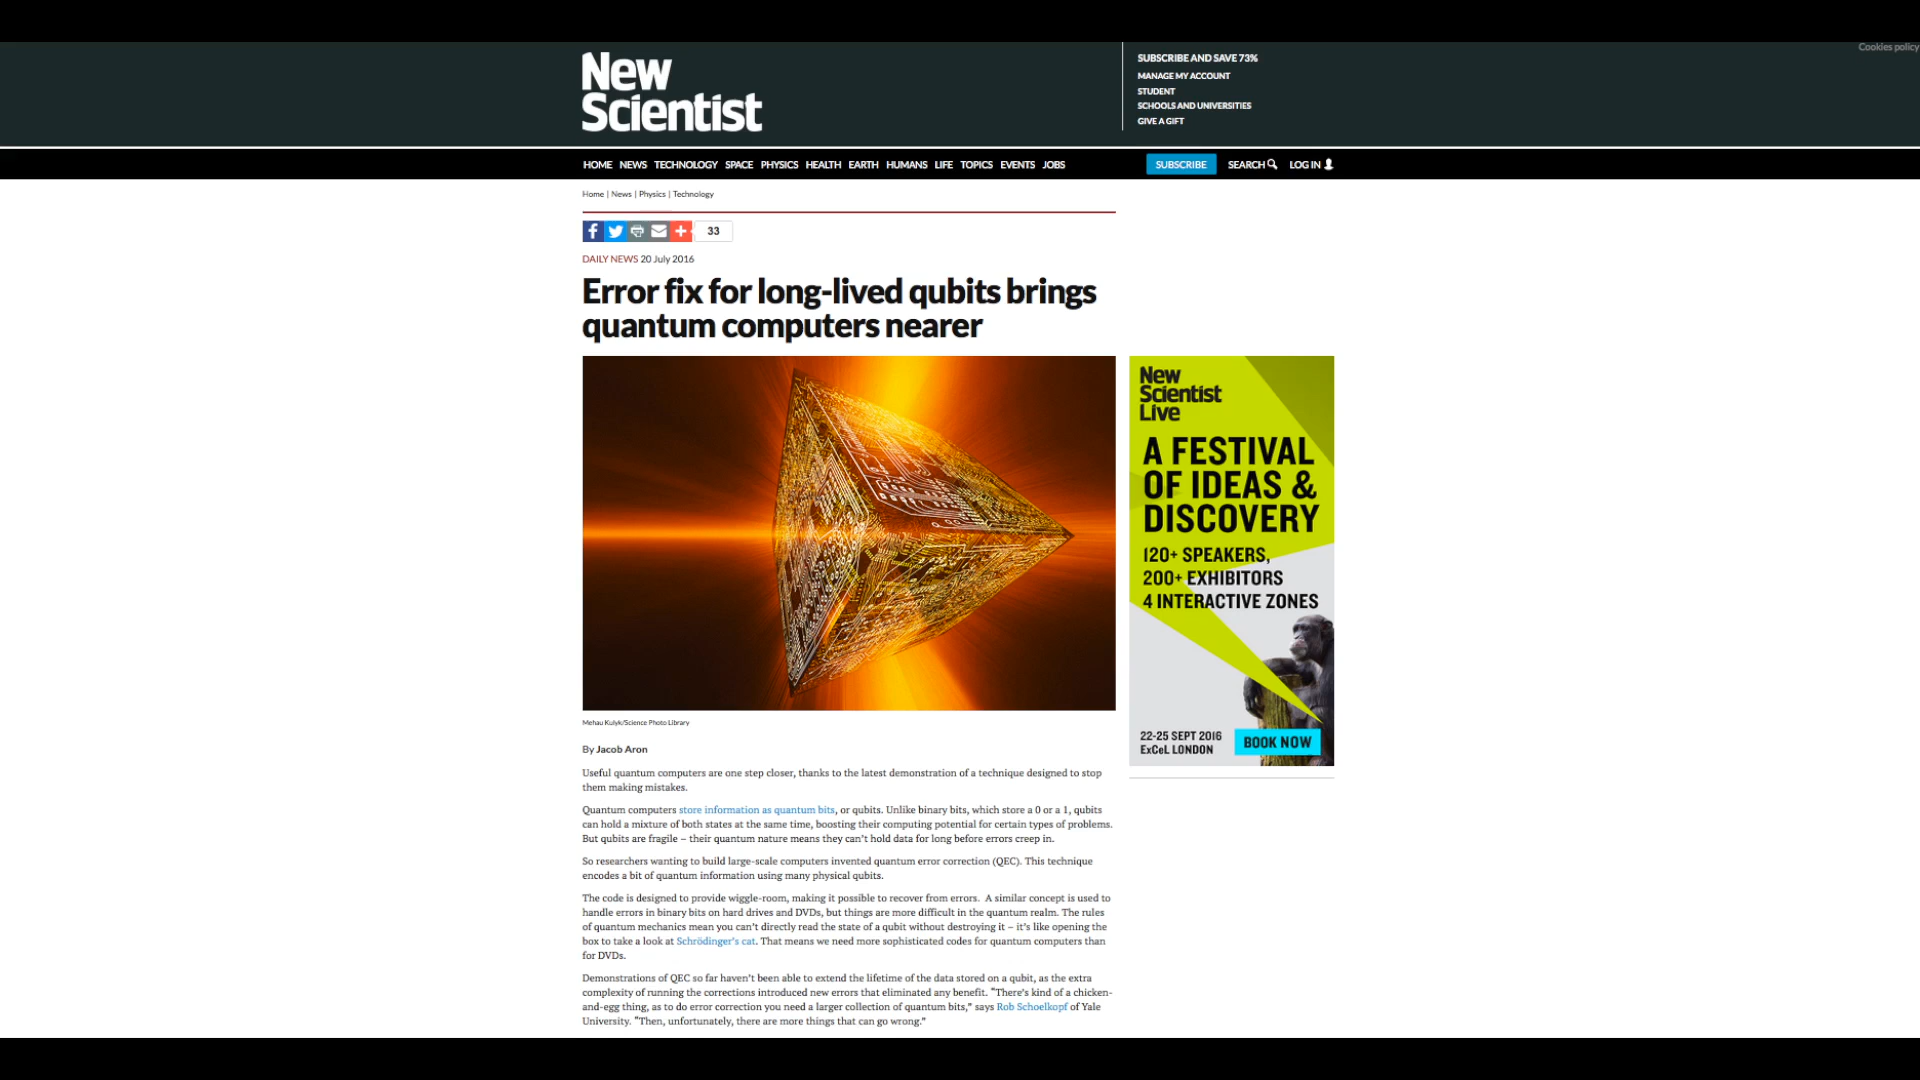 Cookies policy
New
Scientist
SUBSCRIBE AND SAVE 73%
MANAGE MY ACCOUNT
STUDENT
SCHOOLS AND UNIVERSITIES
GIVE A GIFT
HOME NEWS TECHNOLOGY SPACE PHYSICS HEALTH EARTH HUMANS LIFE TOPICS EVENTS JOBS
SUBSCRIBE SEARCH LOG IN
Home | News | Physics | Technology
33
DAILY NEWS 20 July 2016
Error fix for long-lived qubits brings
quantum computers nearer
Mehau Kulyk/Science Photo Library
By Jacob Aron
Useful quantum computers are one step closer, thanks to the latest demonstration of a technique designed to stop
them making mistakes.
Quantum computers store information as quantum bits, or qubits. Unlike binary bits, which store a 0 or a 1, qubits
can hold a mixture of both states at the same time, boosting their computing potential for certain types of problems.
But qubits are fragile – their quantum nature means they can't hold data for long before errors creep in.
So researchers wanting to build large-scale computers invented quantum error correction (QEC). This technique
encodes a bit of quantum information using many physical qubits.
The code is designed to provide wiggle-room, making it possible to recover from errors. A similar concept is used to
handle errors in binary bits on hard drives and DVDs, but things are more difficult in the quantum realm. The rules
of quantum mechanics mean you can't directly read the state of a qubit without destroying it – it's like opening the
box to take a look at Schrödinger's cat. That means we need more sophisticated codes for quantum computers than
for DVDs.
Demonstrations of QEC so far haven't been able to extend the lifetime of the data stored on a qubit, as the extra
complexity of running the corrections introduced new errors that eliminated any benefit. "There's kind of a chicken-
and-egg thing, as to do error correction you need a larger collection of quantum bits," says Rob Schoelkopf of Yale
University. "Then, unfortunately, there are more things that can go wrong."
New
Scientist
Live
A FESTIVAL
OF IDEAS &
DISCOVERY
120+ SPEAKERS,
200+ EXHIBITORS
4 INTERACTIVE ZONES
22-25 SEPT 2016
ExCeL LONDON
BOOK NOW